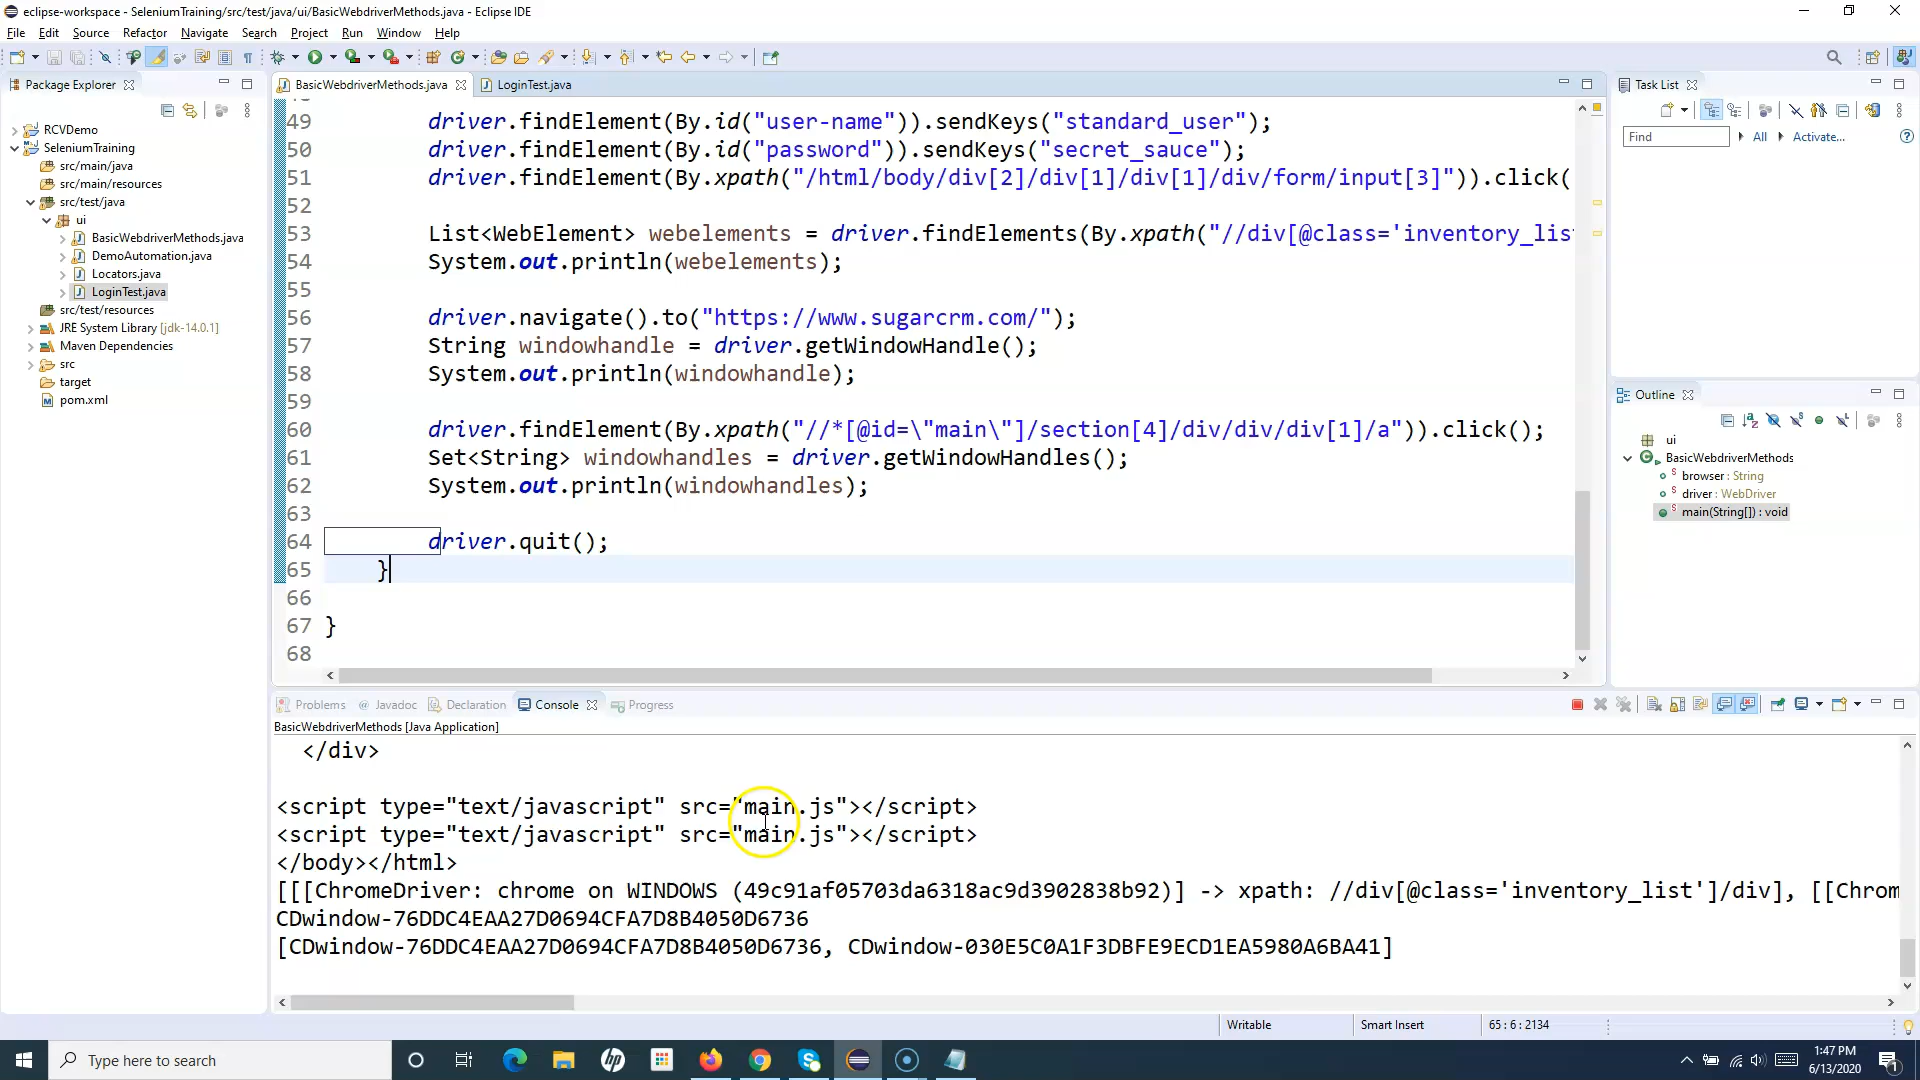 eclipse-workspace - SeleniumTraining/src/test/java/ui/BasicWebdriverMethods.java - Eclipse IDE
File Edit Source Refactor Navigate Search Project Run Window Help
Package Explorer
RCVDemo
SeleniumTraining
src/main/java
src/main/resources
src/test/java
ui
BasicWebdriverMethods.java
DemoAutomation.java
Locators.java
LoginTest.java
src/test/resources
JRE System Library [jdk-14.0.1]
Maven Dependencies
src
target
pom.xml
BasicWebdriverMethods.java LoginTest.java
49 driver.findElement(By.id("user-name")).sendKeys("standard_user");
50 driver.findElement(By.id("password")).sendKeys("secret_sauce");
51 driver.findElement(By.xpath("/html/body/div[2]/div[1]/div[1]/div/form/input[3]")).click(
52
53 List<WebElement> webelements = driver.findElements(By.xpath("//div[@class='inventory_lis
54 System.out.println(webelements);
55
56 driver.navigate().to("https://www.sugarcrm.com/");
57 String windowhandle = driver.getWindowHandle();
58 System.out.println(windowhandle);
59
60 driver.findElement(By.xpath("//*[@id=\"main\"]/section[4]/div/div/div[1]/a")).click();
61 Set<String> windowhandles = driver.getWindowHandles();
62 System.out.println(windowhandles);
63
64 driver.quit();
65 }
66
67 }
68
Task List
Find All Activate...
Outline
ui
BasicWebdriverMethods
browser : String
driver : WebDriver
main(String[]) : void
Problems @ Javadoc Declaration Console Progress
BasicWebdriverMethods [Java Application]
</div>
<script type="text/javascript" src="main.js"></script>
<script type="text/javascript" src="main.js"></script>
</body></html>
[[[ChromeDriver: chrome on WINDOWS (49c91af05703da6318ac9d3902838b92)] -> xpath: //div[@class='inventory_list']/div], [[Chrom
CDwindow-76DDC4EAA27D0694CFA7D8B4050D6736
[CDwindow-76DDC4EAA27D0694CFA7D8B4050D6736, CDwindow-030E5C0A1F3DBFE9ECD1EA5980A6BA41]
Writable Smart Insert 65 : 6 : 2134
Type here to search
1:47 PM
6/13/2020